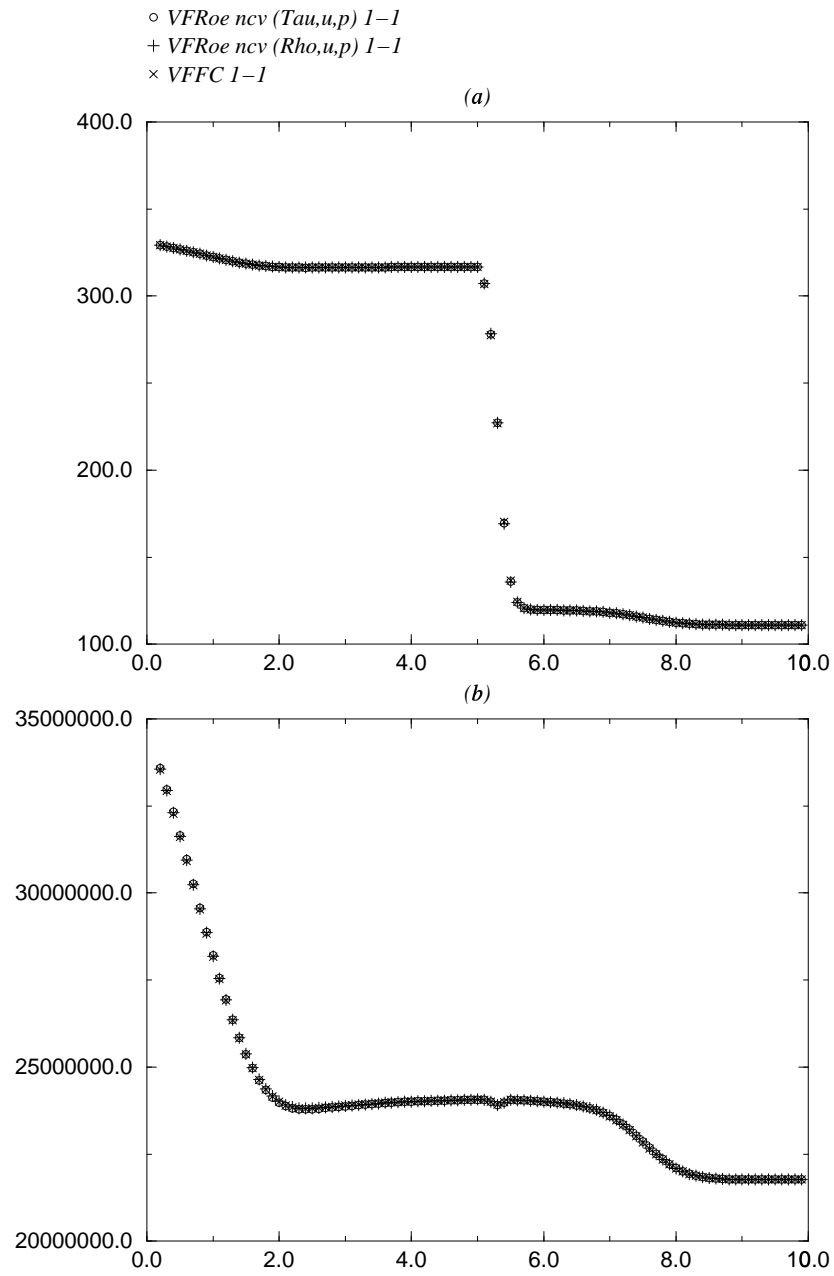 VFRoe ncv (Tau,u,p) 1−1
VFRoe ncv (Rho,u,p) 1−1
VFFC 1−1
(a)
400.0
300.0
200.0
100.0
0.0 2.0 4.0 6.0 8.0 10.0
(b)
35000000.0
30000000.0
25000000.0
20000000.0
0.0 2.0 4.0 6.0 8.0 10.0